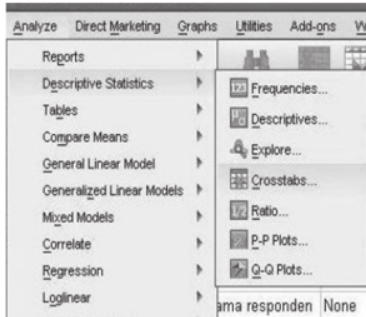 Analyze Direct Marketing Graphs Utilities Add-ons
Reports
Descriptive Statistics
Tables
Compare Means
General Linear Model
Generalized Linear Models
Mixed Models
Correlate
Regression
Loglinear
Frequencies...
Descriptives...
Explore...
Crosstabs...
Ratio...
P-P Plots...
Q-Q Plots...
ama responden None